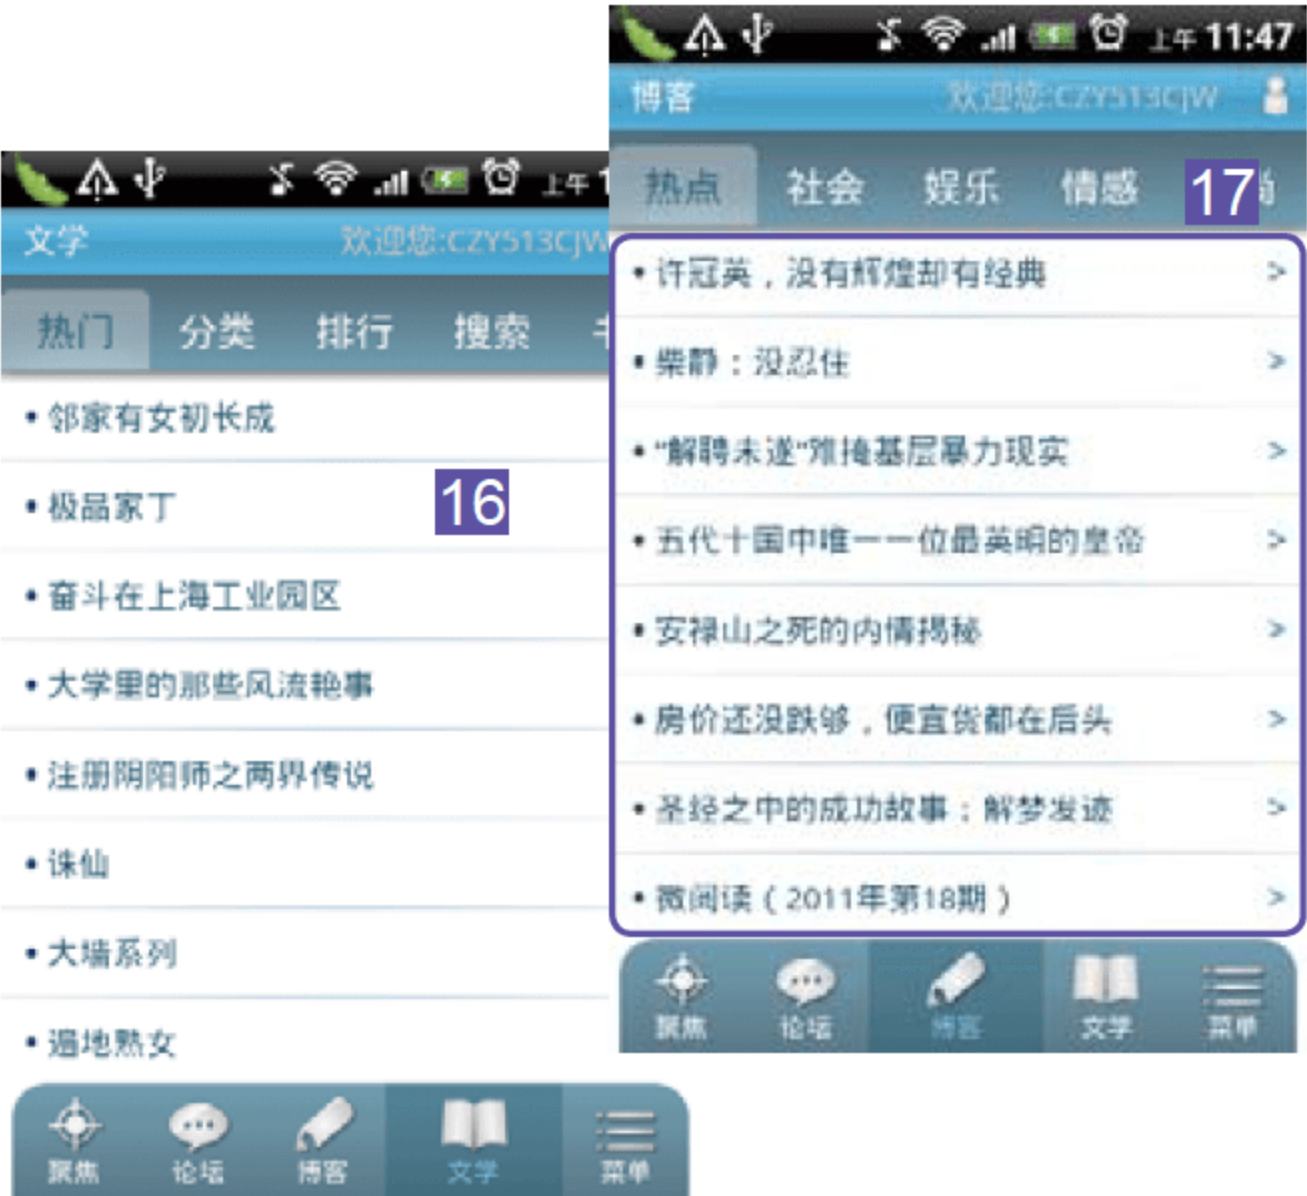 上午 11:47
博客
欢迎您:CZY513CJW
热点 社会 娱乐 情感
17
• 许冠英，没有辉煌却有经典 >
• 柴静：没忍住 >
• "解聘未遂"难掩基层暴力现实 >
• 五代十国中唯一一位最英明的皇帝 >
• 安禄山之死的内情揭秘 >
• 房价还没跌够，便宜货都在后头 >
• 圣经之中的成功故事：解梦发迹 >
• 微阅读（2011年第18期） >
聚焦 论坛 博客 文学 菜单
上午 1
文学
欢迎您:CZY513CJW
热门 分类 排行 搜索
• 邻家有女初长成
• 极品家丁
16
• 奋斗在上海工业园区
• 大学里的那些风流艳事
• 注册阴阳师之两界传说
• 诛仙
• 大墙系列
• 遍地熟女
聚焦 论坛 博客 文学 菜单